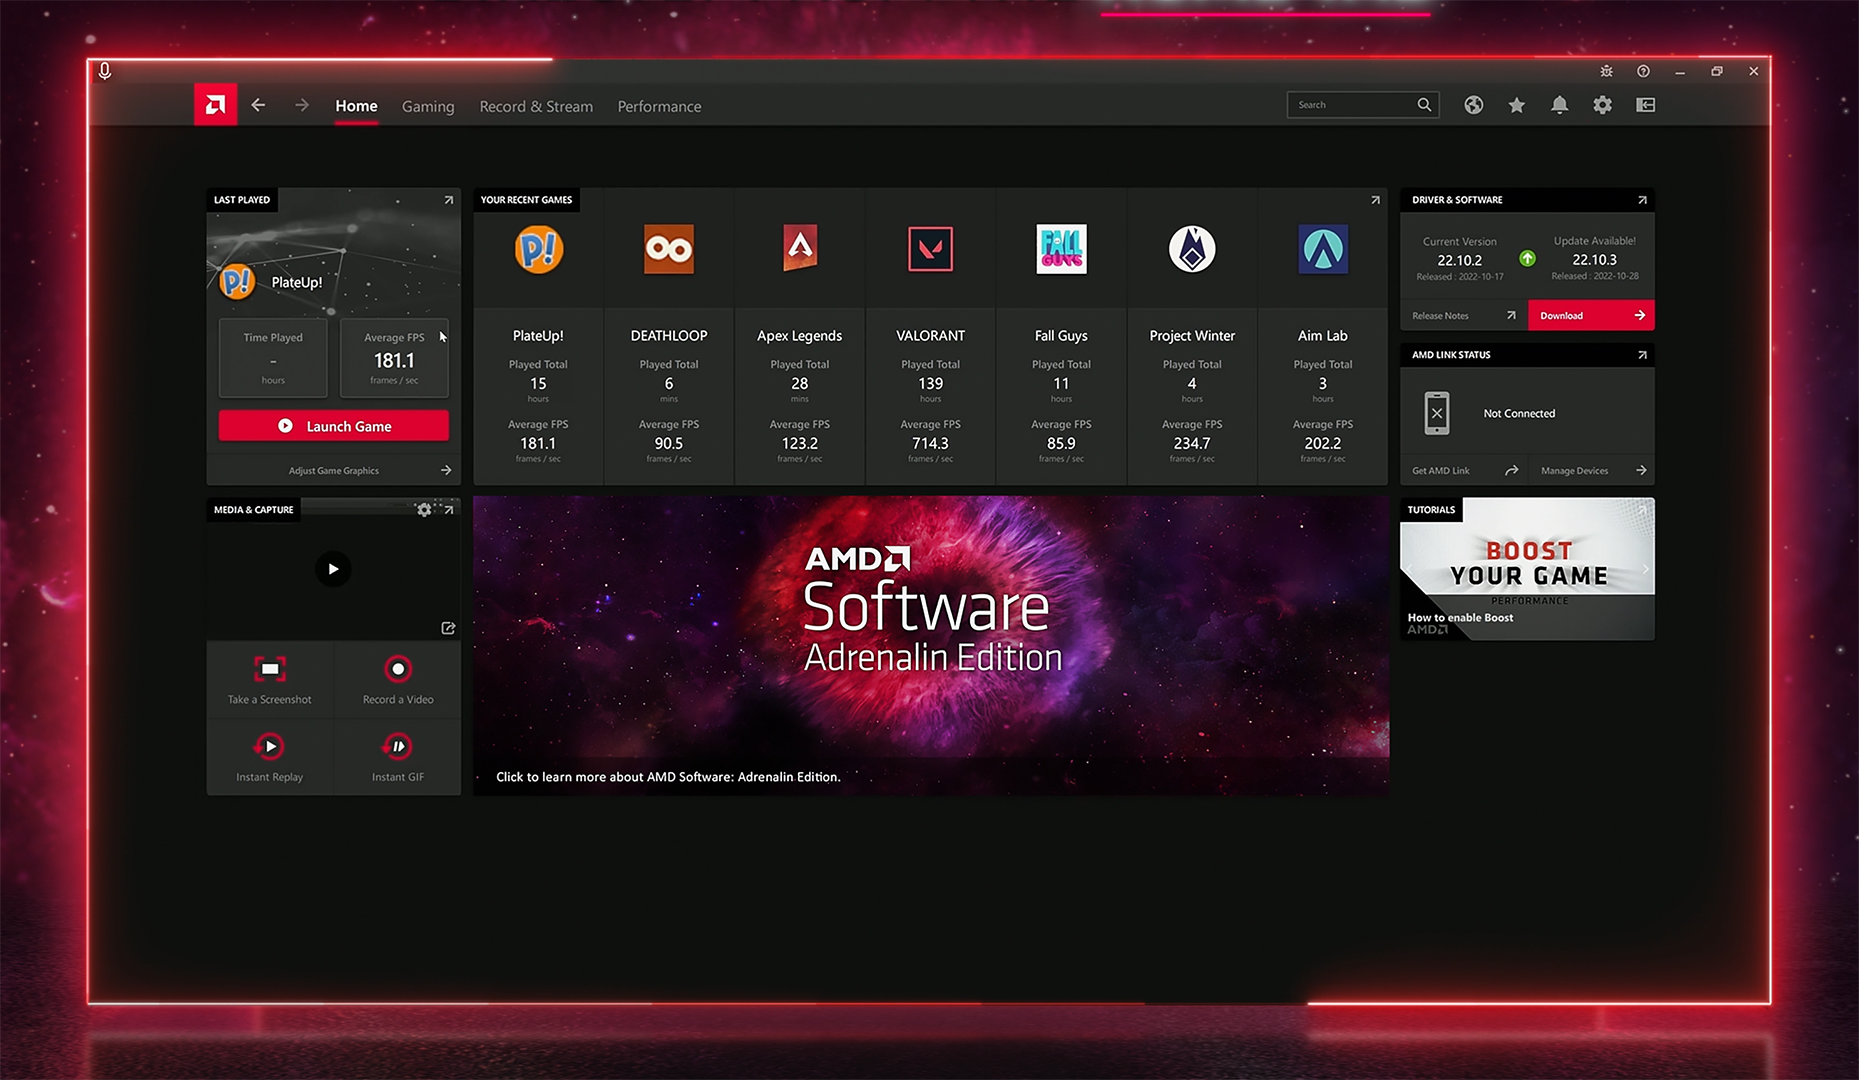 Home
Gaming
Record & Stream
Performance
Search
LAST PLAYED
P!
PlateUp!
Time Played
–
hours
Average FPS
181.1
frames / sec
Launch Game
Adjust Game Graphics
YOUR RECENT GAMES
P!
PlateUp!
Played Total
15
hours
Average FPS
181.1
frames / sec
DEATHLOOP
Played Total
6
mins
Average FPS
90.5
frames / sec
Apex Legends
Played Total
28
mins
Average FPS
123.2
frames / sec
VALORANT
Played Total
139
hours
Average FPS
714.3
frames / sec
FALL
GUYS
Fall Guys
Played Total
11
hours
Average FPS
85.9
frames / sec
Project Winter
Played Total
4
hours
Average FPS
234.7
frames / sec
Aim Lab
Played Total
3
hours
Average FPS
202.2
frames / sec
DRIVER & SOFTWARE
Current Version
22.10.2
Released : 2022-10-17
Update Available!
22.10.3
Released : 2022-10-28
Release Notes
Download
AMD LINK STATUS
Not Connected
Get AMD Link
Manage Devices
MEDIA & CAPTURE
Take a Screenshot
Record a Video
Instant Replay
Instant GIF
AMD
Software
Adrenalin Edition
Click to learn more about AMD Software: Adrenalin Edition.
TUTORIALS
BOOST
YOUR GAME
PERFORMANCE
How to enable Boost
AMD